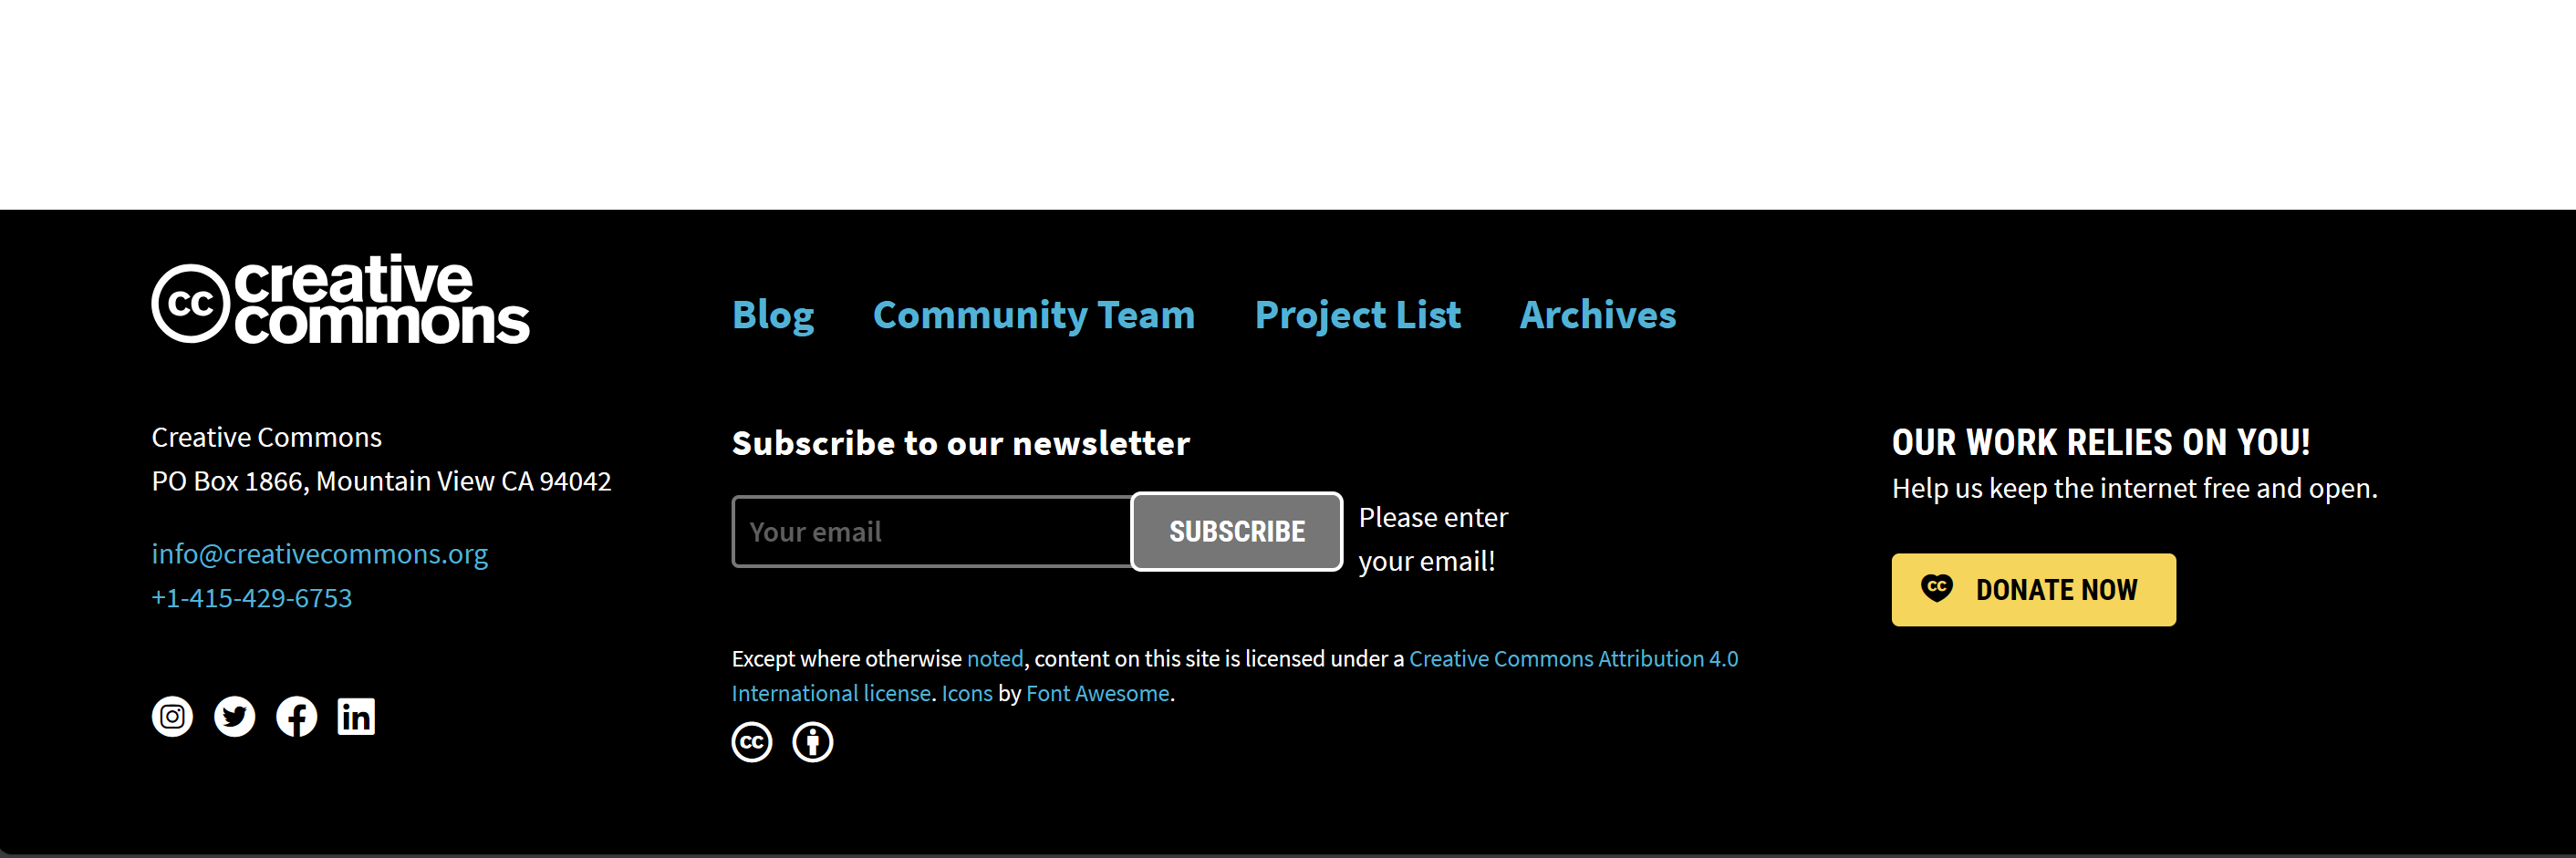 cc creative
commons
Blog Community Team Project List Archives
Creative Commons
PO Box 1866, Mountain View CA 94042
info@creativecommons.org
+1-415-429-6753
Subscribe to our newsletter
Your email SUBSCRIBE
Please enter
your email!
Except where otherwise noted, content on this site is licensed under a Creative Commons Attribution 4.0
International license. Icons by Font Awesome.
cc
OUR WORK RELIES ON YOU!
Help us keep the internet free and open.
cc DONATE NOW
in